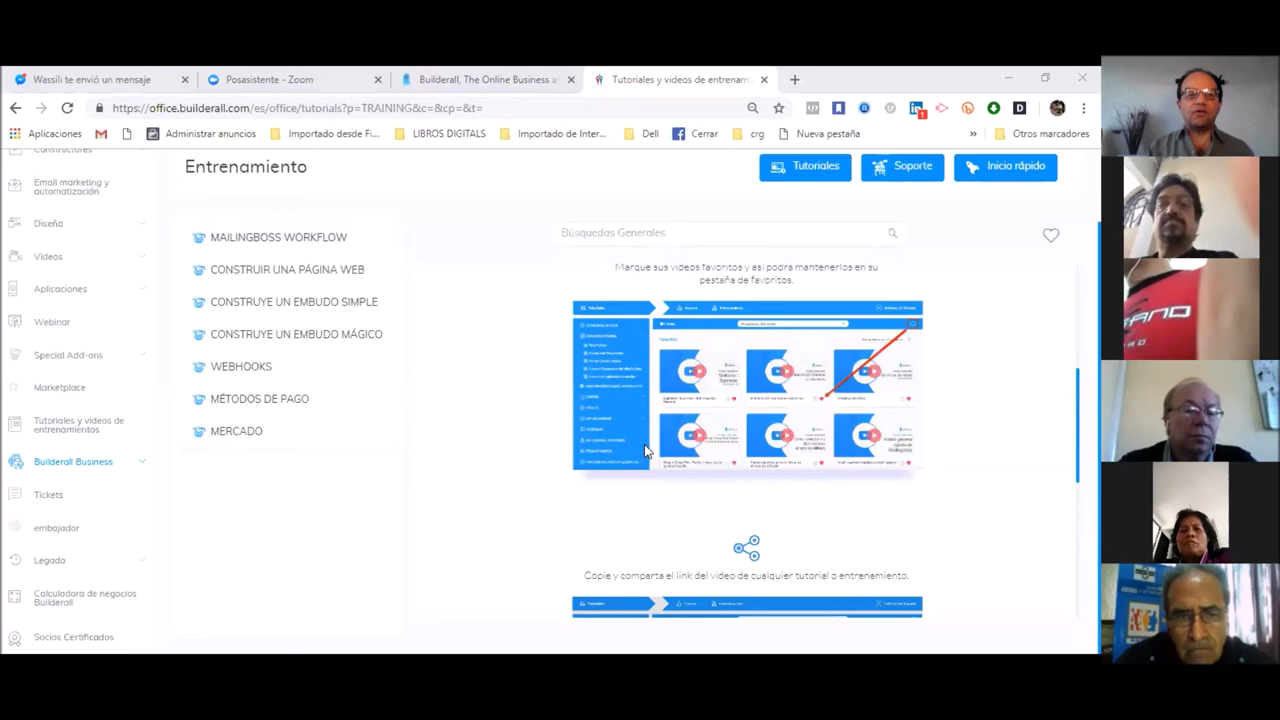 Wassili te envió un mensaje
Posasistente - Zoom
Builderall, The Online Business an
Tutoriales y videos de entrenami
https://office.builderall.com/es/office/tutorials?p=TRAINING&c=&cp=&t=
1
Aplicaciones
Administrar anuncios
Importado desde Fi...
LIBROS DIGITALS
Importado de Inter...
Dell
Cerrar
crg
Nueva pestaña
»
Otros marcadores
Constructores
Email marketing y
automatización
Diseño
Videos
Aplicaciones
Webinar
Special Add-ons
Marketplace
Tutoriales y videos de
entrenamientos
Builderall Business
Tickets
embajador
Legado
Calculadora de negocios
Builderall
Socios Certificados
Entrenamiento
Tutoriales
Soporte
Inicio rápido
MAILINGBOSS WORKFLOW
CONSTRUIR UNA PÁGINA WEB
CONSTRUYE UN EMBUDO SIMPLE
CONSTRUYE UN EMBUDO MÁGICO
WEBHOOKS
MÉTODOS DE PAGO
MERCADO
Búsquedas Generales
Marque sus videos favoritos y así podrá mantenerlos en su
pestaña de favoritos.
Copie y comparta el link del video de cualquier tutorial o entrenamiento.